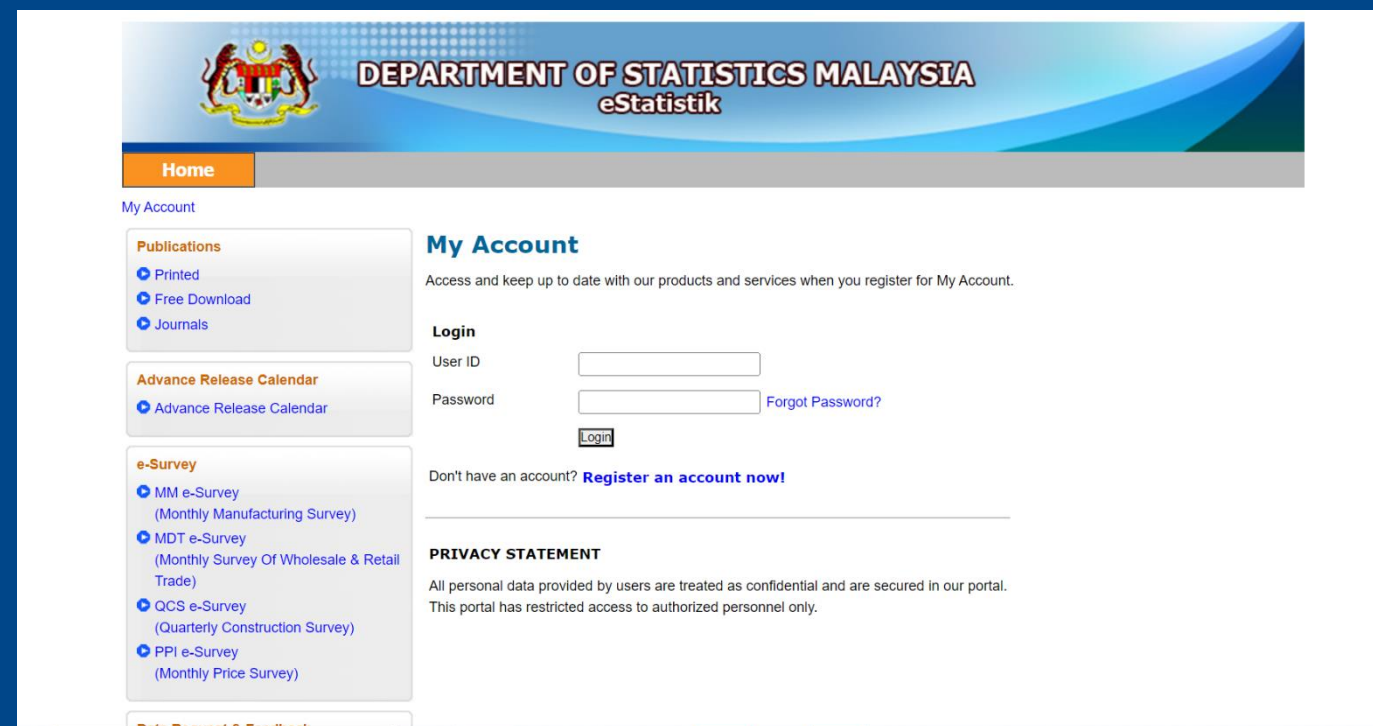 DEPARTMENT OF STATISTICS MALAYSIA
eStatistik
Home
My Account
Publications
Printed
Free Download
Journals
Advance Release Calendar
Advance Release Calendar
e-Survey
MM e-Survey
(Monthly Manufacturing Survey)
MDT e-Survey
(Monthly Survey Of Wholesale & Retail
Trade)
QCS e-Survey
(Quarterly Construction Survey)
PPI e-Survey
(Monthly Price Survey)
My Account
Access and keep up to date with our products and services when you register for My Account.
Login
User ID
Password
Forgot Password?
Login
Don't have an account? Register an account now!
PRIVACY STATEMENT
All personal data provided by users are treated as confidential and are secured in our portal.
This portal has restricted access to authorized personnel only.